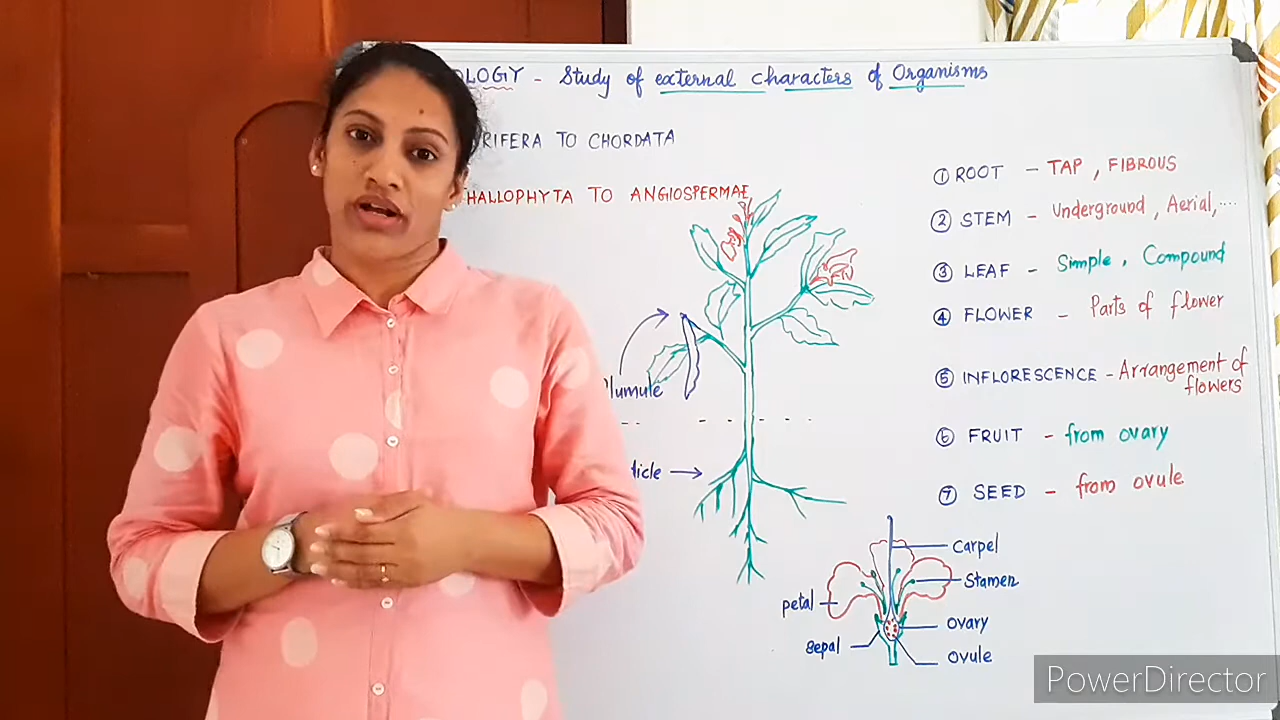 OLOGY - Study of external characters of Organisms
RIFERA TO CHORDATA
HALLOPHYTA TO ANGIOSPERMAE
① ROOT - TAP, FIBROUS
② STEM - Underground, Aerial,....
③ LEAF - Simple, Compound
④ FLOWER - Parts of flower
⑤ INFLORESCENCE - Arrangement of
flowers
⑥ FRUIT - from ovary
⑦ SEED - from ovule
lumule
ticle
Carpel
Stamen
petal
ovary
sepal
ovule
PowerDirector